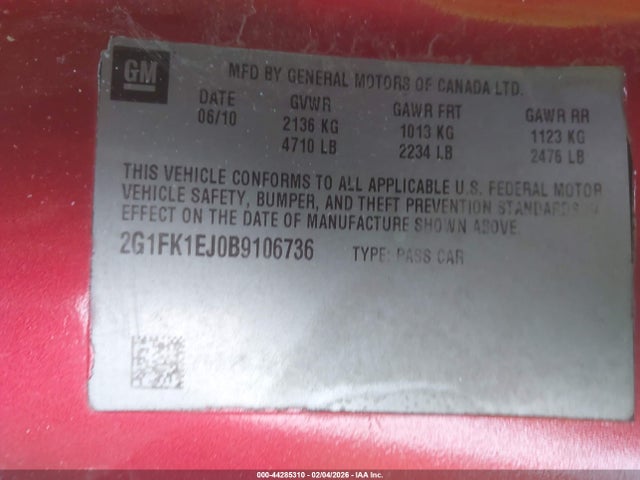 GM
MFD BY GENERAL MOTORS OF CANADA LTD.
DATE GVWR GAWR FRT GAWR RR
06/10 2136 KG 1013 KG 1123 KG
4710 LB 2234 LB 2476 LB
THIS VEHICLE CONFORMS TO ALL APPLICABLE U.S. FEDERAL MOTOR
VEHICLE SAFETY, BUMPER, AND THEFT PREVENTION STANDARDS IN
EFFECT ON THE DATE OF MANUFACTURE SHOWN ABOVE.
2G1FK1EJ0B9106736 TYPE: PASS CAR
000-44285310 - 02/04/2026 - IAA Inc.